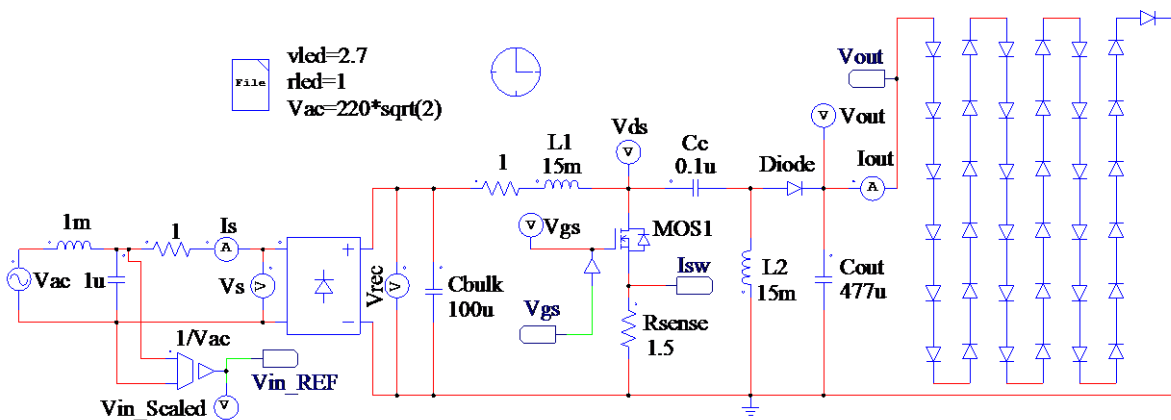 vled=2.7
rled=1
Vac=220*sqrt(2)
File
Vout
Vds
L1
15m
1
Cc
0.1u
Diode
Vout
V
Iout
A
1m
1
Is
A
Vgs
V
MOS1
Vac
1u
Vs
V
Vrec
V
Cbulk
100u
Isw
L2
15m
Cout
477u
Vgs
Rsense
1.5
1/Vac
Vin_REF
Vin_Scaled
V
V